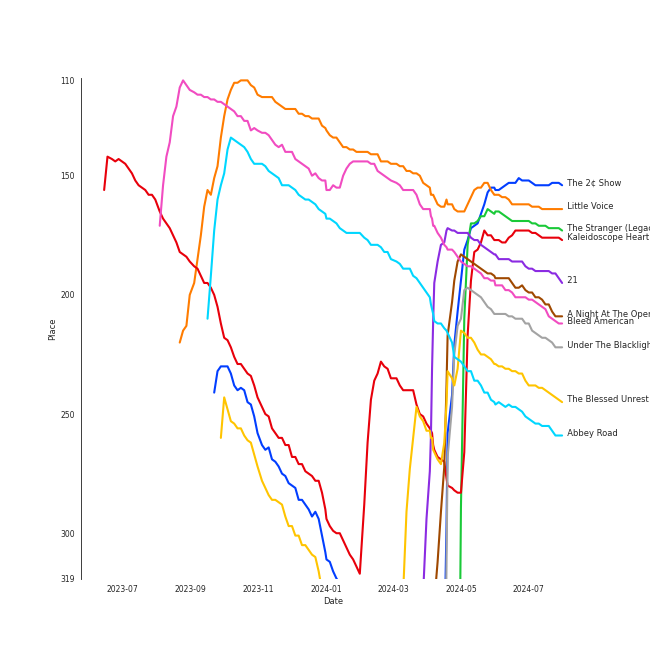 110
150
200
250
300
319
Place
2023-07
2023-09
2023-11
2024-01
2024-03
2024-05
2024-07
Date
The 2¢ Show
Little Voice
The Stranger (Legac
Kaleidoscope Heart
21
A Night At The Oper
Bleed American
Under The Blackligh
The Blessed Unrest
Abbey Road